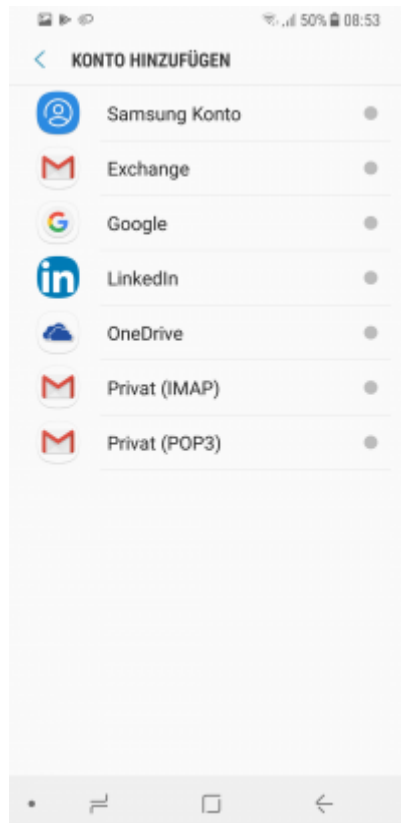 50% 08:53
KONTO HINZUFÜGEN
Samsung Konto
Exchange
Google
LinkedIn
OneDrive
Privat (IMAP)
Privat (POP3)